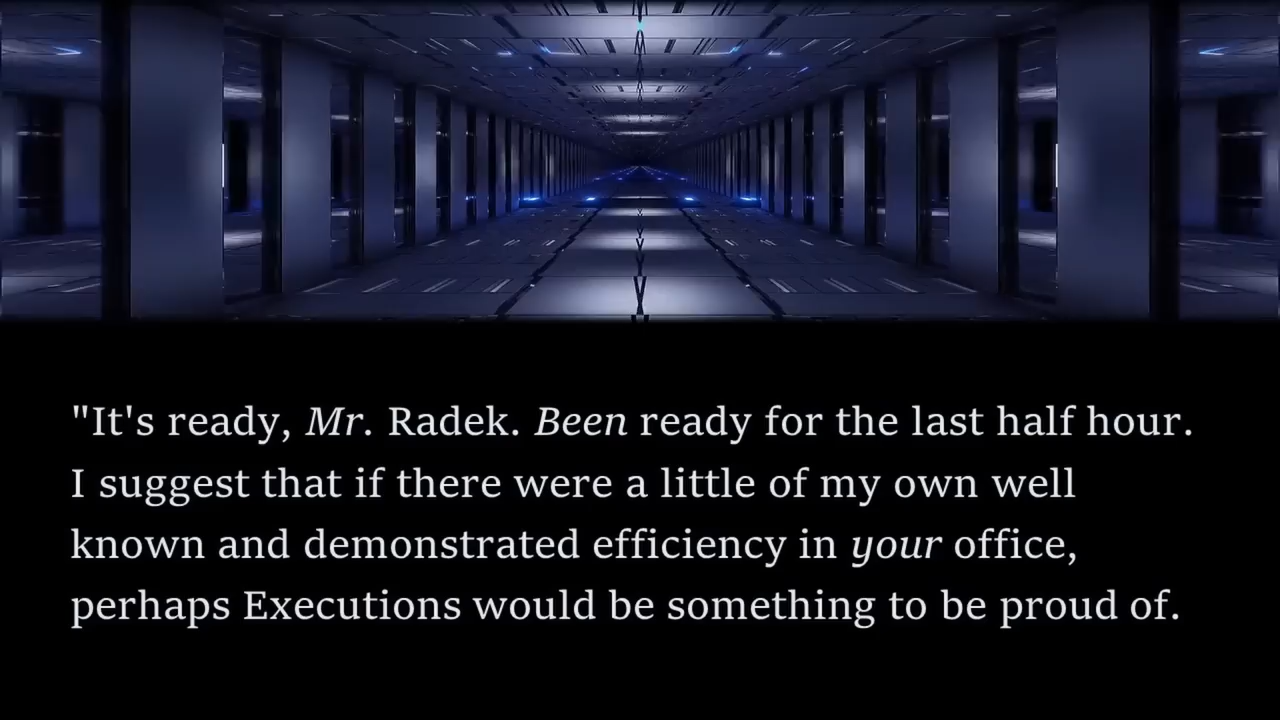 "It's ready, Mr. Radek. Been ready for the last half hour.
I suggest that if there were a little of my own well
known and demonstrated efficiency in your office,
perhaps Executions would be something to be proud of.